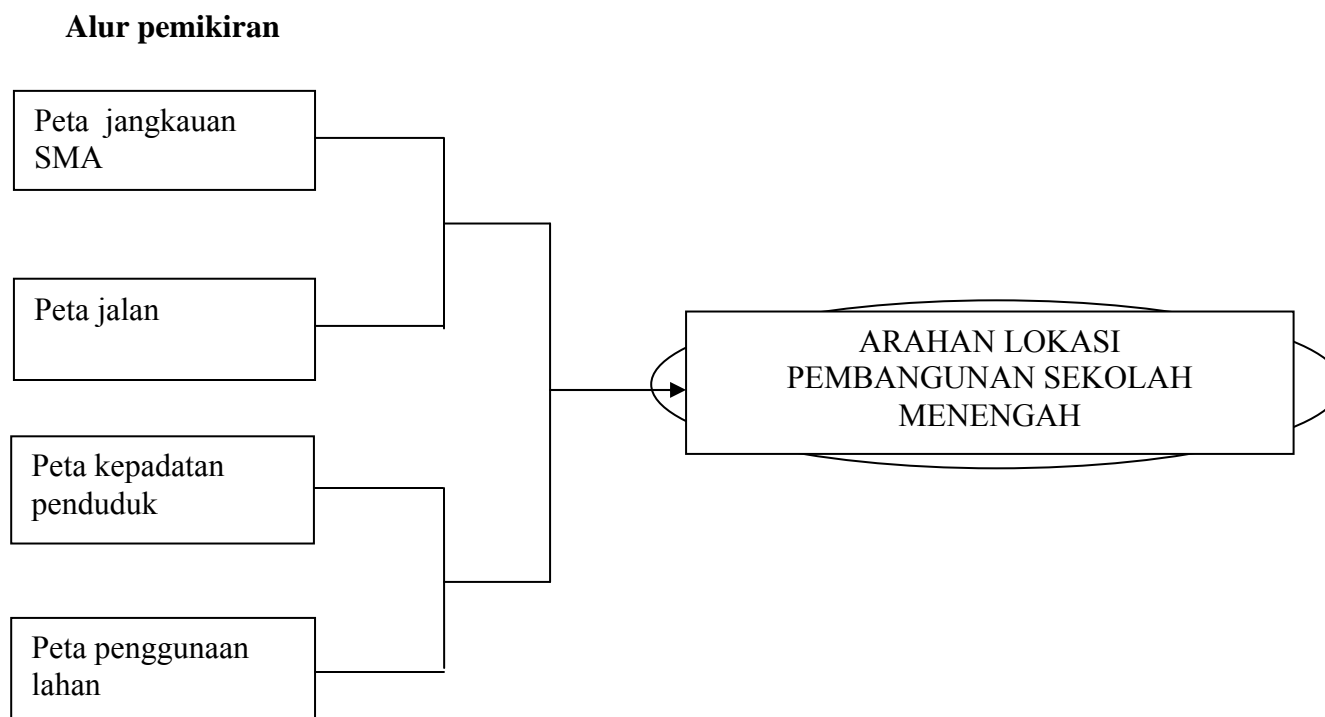 Alur pemikiran
Peta jangkauan
SMA
Peta jalan
Peta kepadatan
penduduk
Peta penggunaan
lahan
ARAHAN LOKASI
PEMBANGUNAN SEKOLAH
MENENGAH